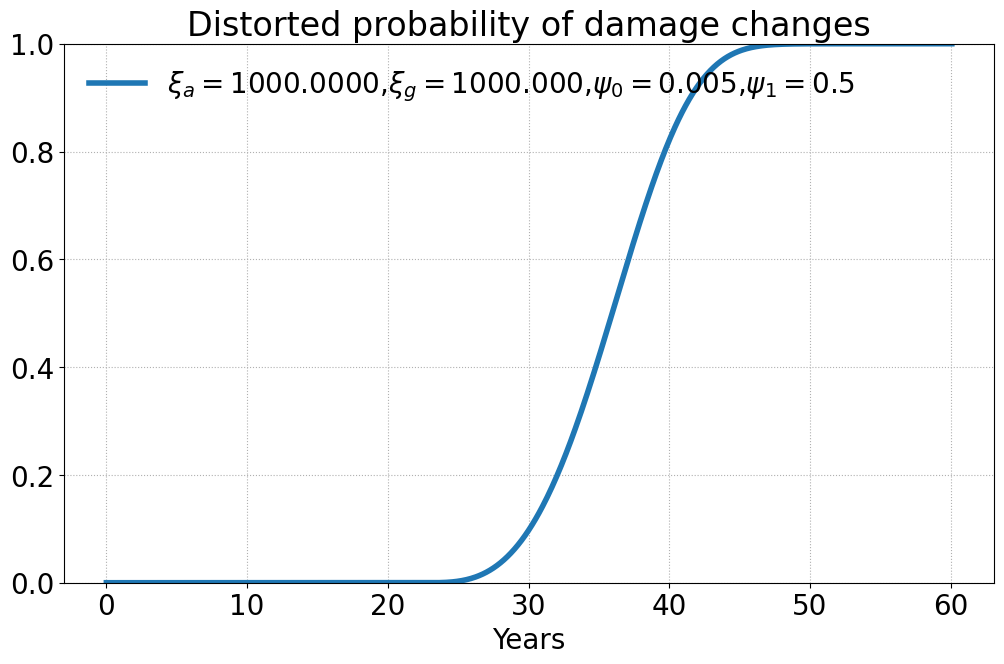 Distorted probability of damage changes
1.0
ξ_a = 1000.0000,ξ_g = 1000.000,ψ_0 = 0.005,ψ_1 = 0.5
0.8
0.6
0.4
0.2
0.0
0 10 20 30 40 50 60
Years